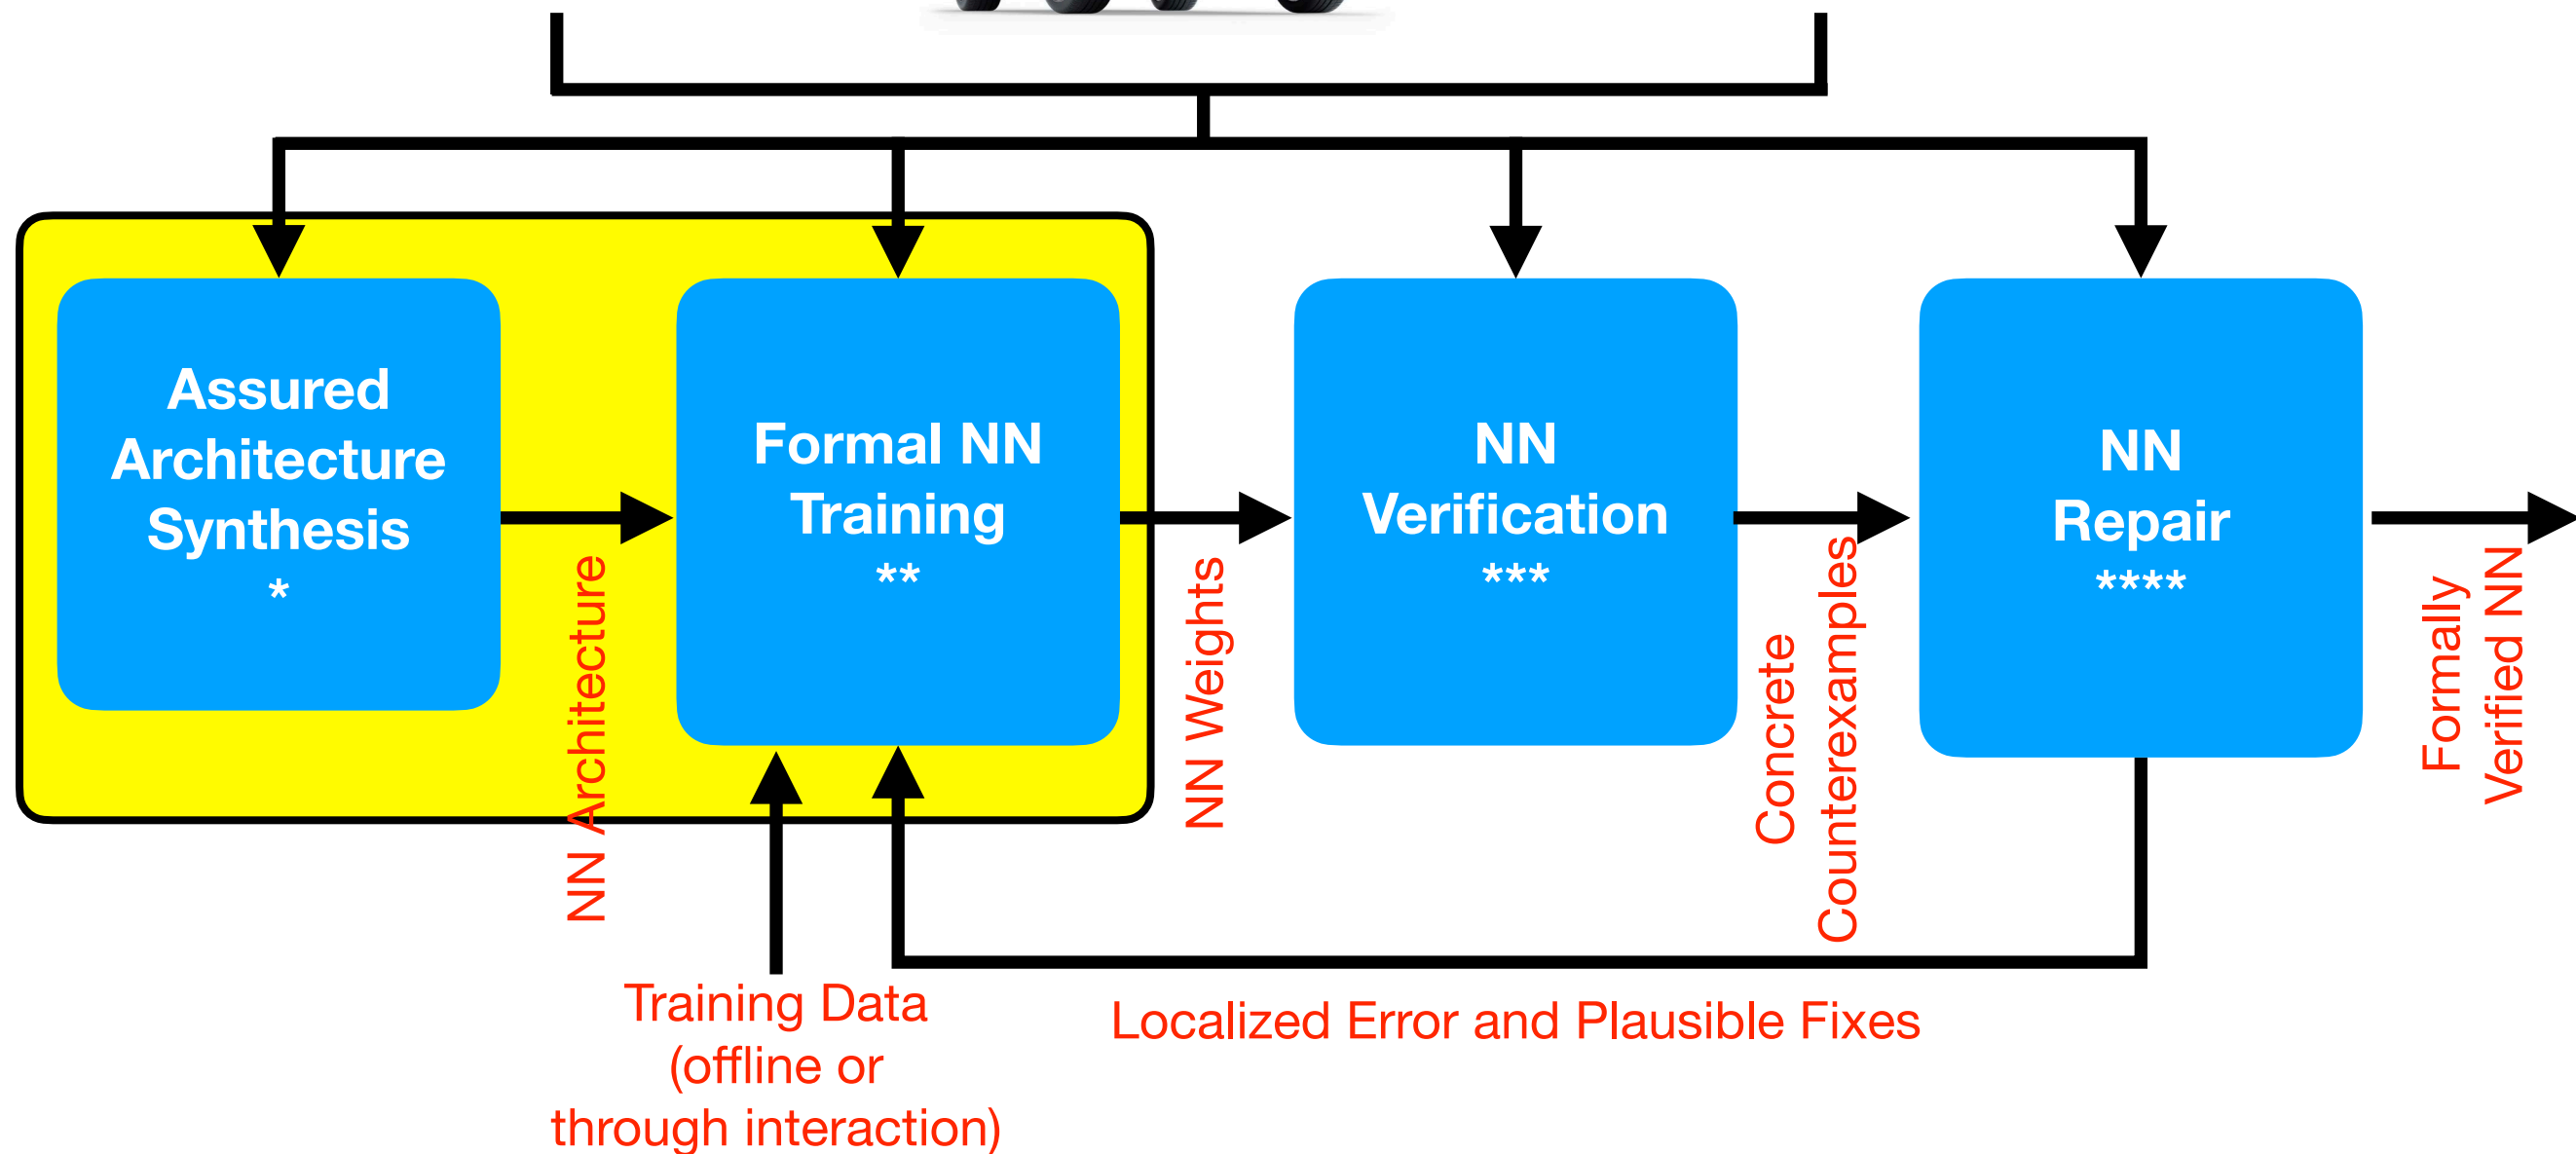 Assured
Architecture
Synthesis
*
Formal NN
Training
**
NN
Verification
***
NN
Repair
****
NN Architecture
NN Weights
Concrete
Counterexamples
Formally
Verified NN
Training Data
(offline or
through interaction)
Localized Error and Plausible Fixes